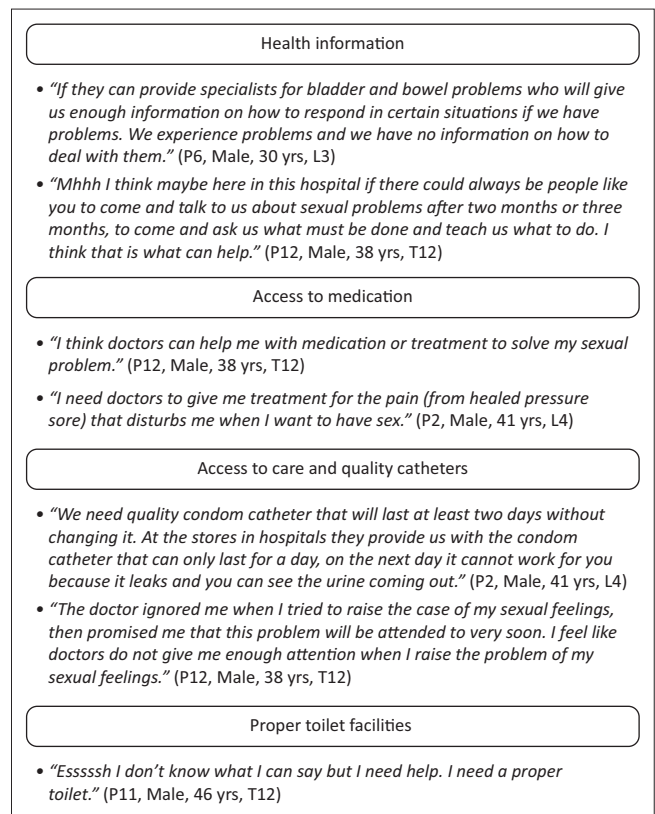 Health information
• “If they can provide specialists for bladder and bowel problems who will give
us enough information on how to respond in certain situations if we have
problems. We experience problems and we have no information on how to
deal with them.” (P6, Male, 30 yrs, L3)
• “Mhhh I think maybe here in this hospital if there could always be people like
you to come and talk to us about sexual problems after two months or three
months, to come and ask us what must be done and teach us what to do. I
think that is what can help.” (P12, Male, 38 yrs, T12)
Access to medication
• “I think doctors can help me with medication or treatment to solve my sexual
problem.” (P12, Male, 38 yrs, T12)
• “I need doctors to give me treatment for the pain (from healed pressure
sore) that disturbs me when I want to have sex.” (P2, Male, 41 yrs, L4)
Access to care and quality catheters
• “We need quality condom catheter that will last at least two days without
changing it. At the stores in hospitals they provide us with the condom
catheter that can only last for a day, on the next day it cannot work for you
because it leaks and you can see the urine coming out.” (P2, Male, 41 yrs, L4)
• “The doctor ignored me when I tried to raise the case of my sexual feelings,
then promised me that this problem will be attended to very soon. I feel like
doctors do not give me enough attention when I raise the problem of my
sexual feelings.” (P12, Male, 38 yrs, T12)
Proper toilet facilities
• “Esssssh I don’t know what I can say but I need help. I need a proper
toilet.” (P11, Male, 46 yrs, T12)